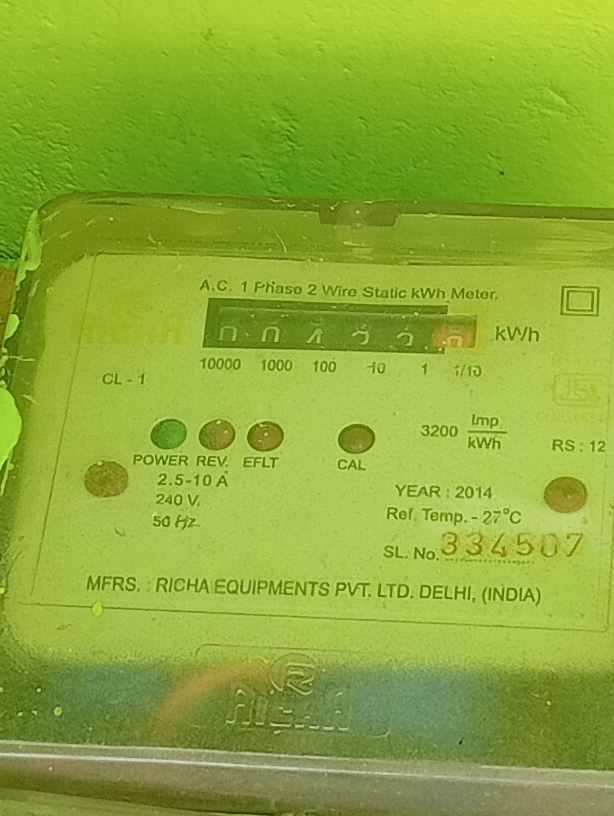 A.C. 1 Phase 2 Wire Static kWh Meter.
kWh
10000 1000 100 10 1 1/10
CL - 1
3200 Imp/kWh
RS : 12
POWER REV. EFLT CAL
2.5-10 A
240 V.
50 Hz
YEAR : 2014
Ref. Temp. - 27°C
SL. No. 334507
MFRS. : RICHA EQUIPMENTS PVT. LTD. DELHI, (INDIA)
R
RICHA